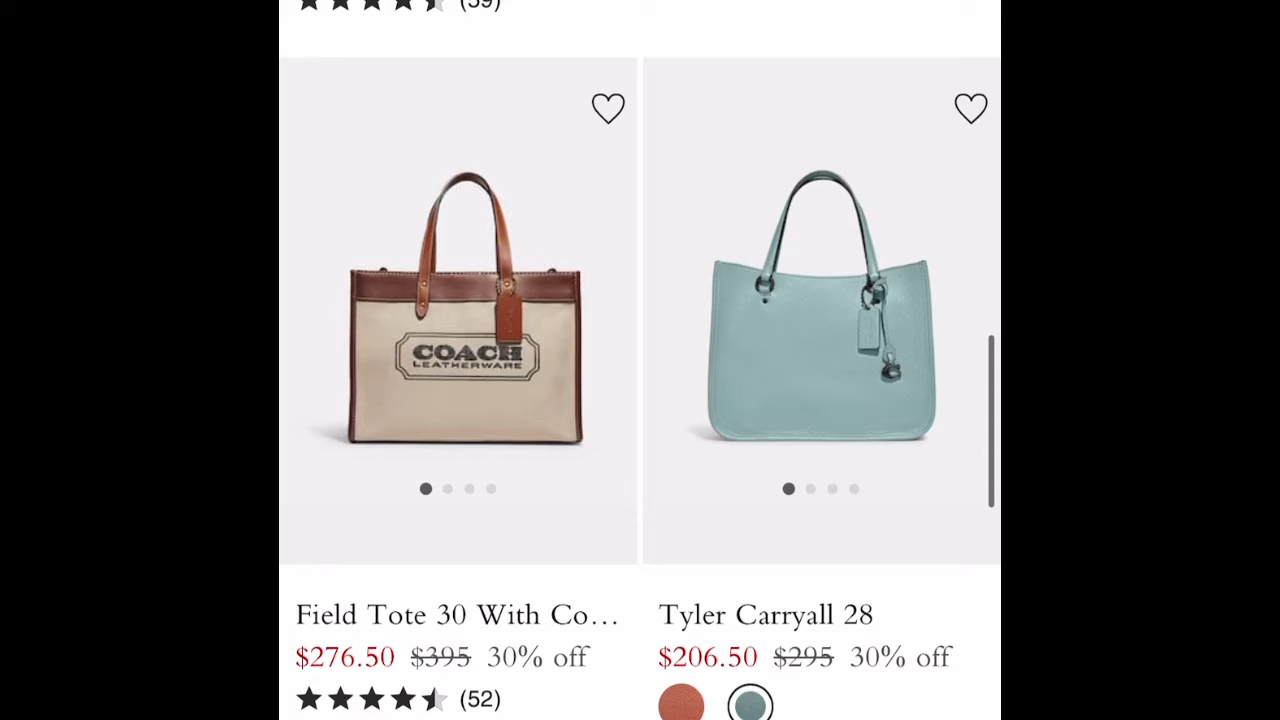 (59)
COACH
LEATHERWARE
Field Tote 30 With Co...
$276.50 $395 30% off
(52)
Tyler Carryall 28
$206.50 $295 30% off